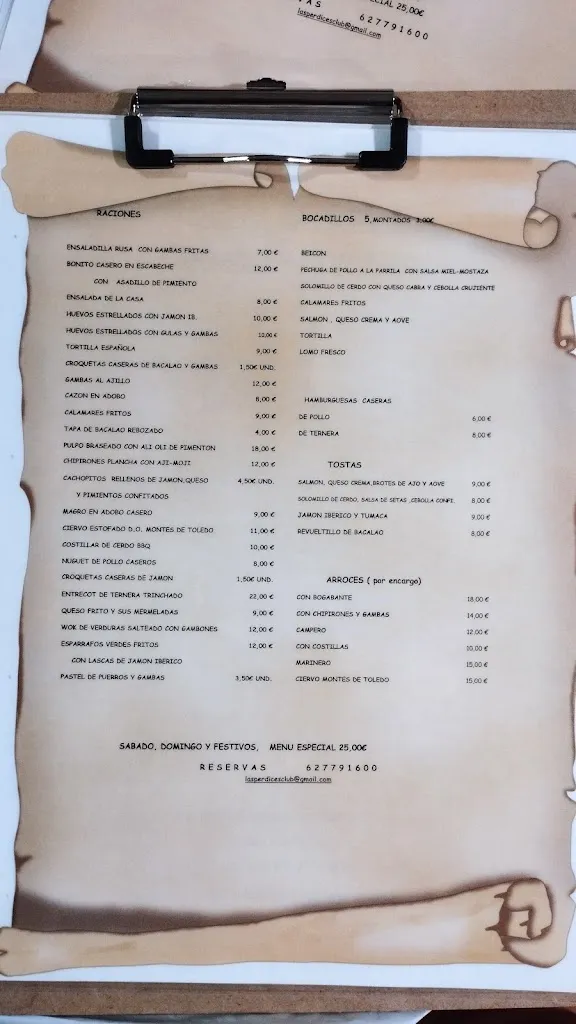 ECIAL 25,00€
VAS 627791600
lasperdicesclub@gmail.com
RACIONES
ENSALADILLA RUSA CON GAMBAS FRITAS 7,00 €
BONITO CASERO EN ESCABECHE 12,00 €
CON ASADILLO DE PIMIENTO
ENSALADA DE LA CASA 8,00 €
HUEVOS ESTRELLADOS CON JAMON IB. 10,00 €
HUEVOS ESTRELLADOS CON GULAS Y GAMBAS 10,00 €
TORTILLA ESPAÑOLA 9,00 €
CROQUETAS CASERAS DE BACALAO Y GAMBAS 1,50€ UND.
GAMBAS AL AJILLO 12,00 €
CAZON EN ADOBO 8,00 €
CALAMARES FRITOS 9,00 €
TAPA DE BACALAO REBOZADO 4,00 €
PULPO BRASEADO CON ALI OLI DE PIMENTON 18,00 €
CHIPIRONES PLANCHA CON AJI-MOJI 12,00 €
CACHOPITOS RELLENOS DE JAMON,QUESO 4,50€ UND.
Y PIMIENTOS CONFITADOS
MAGRO EN ADOBO CASERO 9,00 €
CIERVO ESTOFADO D.O. MONTES DE TOLEDO 11,00 €
COSTILLAR DE CERDO BBQ 10,00 €
NUGUET DE POLLO CASEROS 8,00 €
CROQUETAS CASERAS DE JAMON 1,50€ UND.
ENTRECOT DE TERNERA TRINCHADO 22,00 €
QUESO FRITO Y SUS MERMELADAS 9,00 €
WOK DE VERDURAS SALTEADO CON GAMBONES 12,00 €
ESPARRAFOS VERDES FRITOS 12,00 €
CON LASCAS DE JAMON IBERICO
PASTEL DE PUERROS Y GAMBAS 3,50€ UND.
BOCADILLOS 5, MONTADOS 3,00€
BEICON
PECHUGA DE POLLO A LA PARRILA CON SALSA MIEL-MOSTAZA
SOLOMILLO DE CERDO CON QUESO CABRA Y CEBOLLA CRUJIENTE
CALAMARES FRITOS
SALMON , QUESO CREMA Y AOVE
TORTILLA
LOMO FRESCO
HAMBURGUESAS CASERAS
DE POLLO 6,00 €
DE TERNERA 8,00 €
TOSTAS
SALMON, QUESO CREMA,BROTES DE AJO Y AOVE 9,00 €
SOLOMILLO DE CERDO, SALSA DE SETAS ,CEBOLLA CONFI. 8,00 €
JAMON IBERICO Y TUMACA 9,00 €
REVUELTILLO DE BACALAO 8,00 €
ARROCES ( por encargo)
CON BOGABANTE 18,00 €
CON CHIPIRONES Y GAMBAS 14,00 €
CAMPERO 12,00 €
CON COSTILLAS 10,00 €
MARINERO 15,00 €
CIERVO MONTES DE TOLEDO 15,00 €
SABADO, DOMINGO Y FESTIVOS, MENU ESPECIAL 25,00€
RESERVAS 627791600
lasperdicesclub@gmail.com